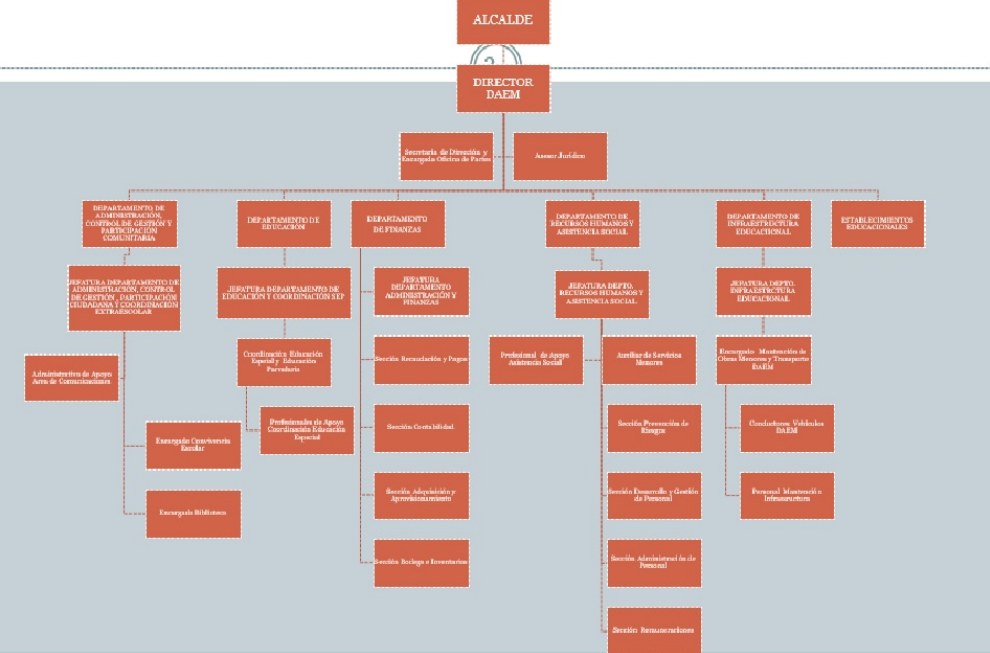 ALCALDE
2
DIRECTOR
DAEM
Secretaria de Dirección y
Encargada Oficina de Partes
Asesor Jurídico
DEPARTAMENTO DE
ADMINISTRACIÓN,
CONTROL DE GESTIÓN Y
PARTICIPACIÓN
COMUNITARIA
DEPARTAMENTO DE
EDUCACIÓN
DEPARTAMENTO
DE FINANZAS
DEPARTAMENTO DE
RECURSOS HUMANOS Y
ASISTENCIA SOCIAL
DEPARTAMENTO DE
INFRAESTRUCTURA
EDUCACIIONAL
ESTABLECIMIENTOS
EDUCACIONALES
JEFATURA DEPARTAMENTO DE
ADMINISTRACIÓN, CONTROL
DE GESTIÓN , PARTICIPACIÓN
CIUDADANA Y COORDINACIÓN
EXTRAESCOLAR
JEFATURA DEPARTAMENTO DE
EDUCACION Y COORDINACIÓN SEP
JEFATURA
DEPARTAMENTO
ADMINISTRACIÓN Y
FINANZAS
JEFATURA DEPTO.
RECURSOS HUMANOS Y
ASISTENCIA SOCIAL
JEFATURA DEPTO.
INFRAESTRCTURA
EDUCACIONAL
Coordinación Educación
Especial y Educación
Parvularia
Sección Recaudación y Pagos
Profesional de Apoyo
Asistencia Social
Auxiliar de Servicios
Menores
Encargado Mantención de
Obras Menores y Transporte
DAEM
Administrativa de Apoyo
Area de Comunicaciones
Profesionales de Apoyo
Coordinación Educación
Especial
Sección Contabilidad
Sección Prevención de
Riesgos
Conductores Vehículos
DAEM
Encargado Convivencia
Escolar
Sección Adquisición y
Aprovisionamiento
Sección Desarrollo y Gestión
de Personal
Personal Mantención
Infraestructura
Encargada Biblioteca
Sección Bodega e Inventarios
Sección Administración de
Personal
Sección Remuneraciones